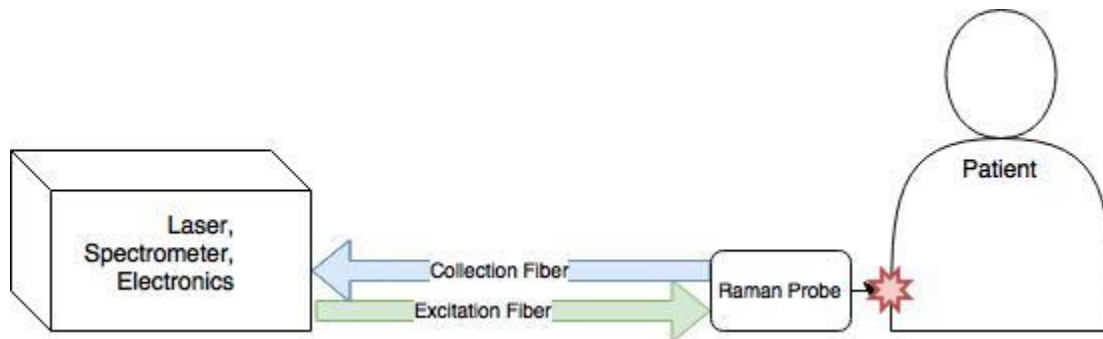 Patient
Laser,
Spectrometer,
Electronics
Collection Fiber
Raman Probe
Excitation Fiber